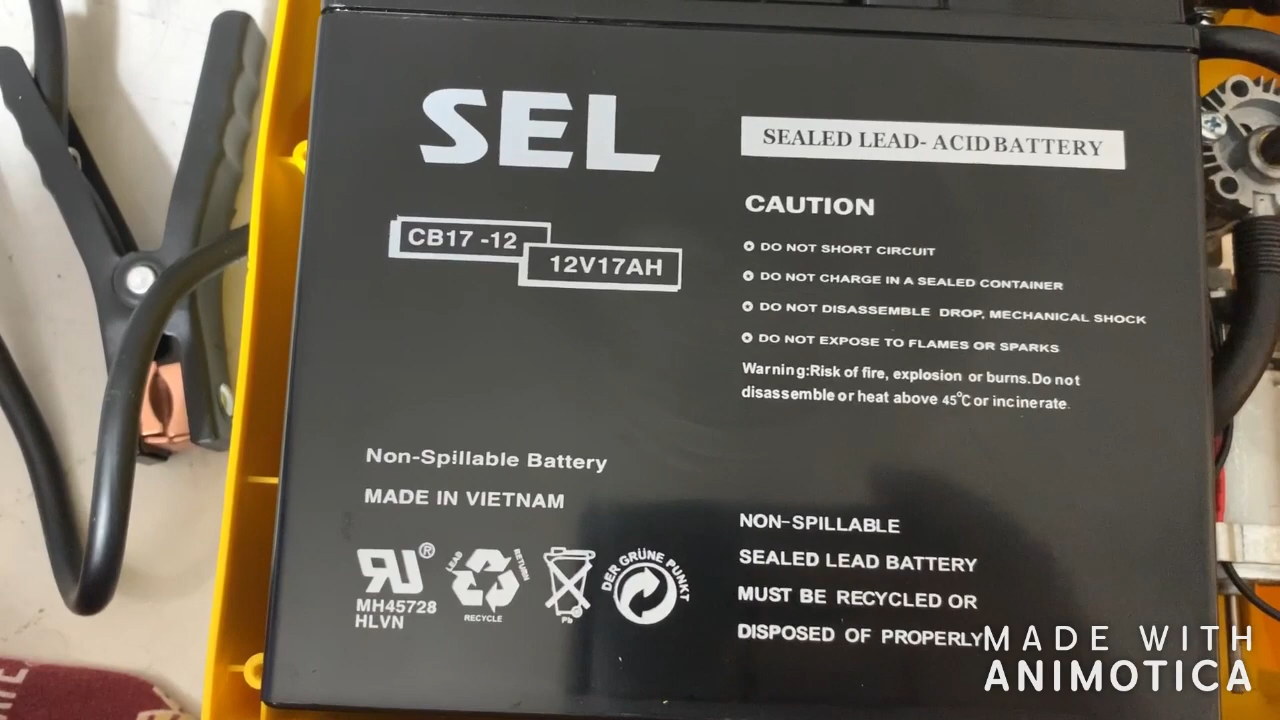 SEL
CB17 -12
12V17AH
SEALED LEAD- ACID BATTERY
CAUTION
DO NOT SHORT CIRCUIT
DO NOT CHARGE IN A SEALED CONTAINER
DO NOT DISASSEMBLE DROP, MECHANICAL SHOCK
DO NOT EXPOSE TO FLAMES OR SPARKS
Warning:Risk of fire, explosion or burns.Do not
disassemble or heat above 45°C or incinerate.
Non-Spillable Battery
MADE IN VIETNAM
MH45728
HLVN
LEAD RETURN
RECYCLE
Pb
DER GRÜNE PUNKT
NON-SPILLABLE
SEALED LEAD BATTERY
MUST BE RECYCLED OR
DISPOSED OF PROPERLY
MADE WITH
ANIMOTICA